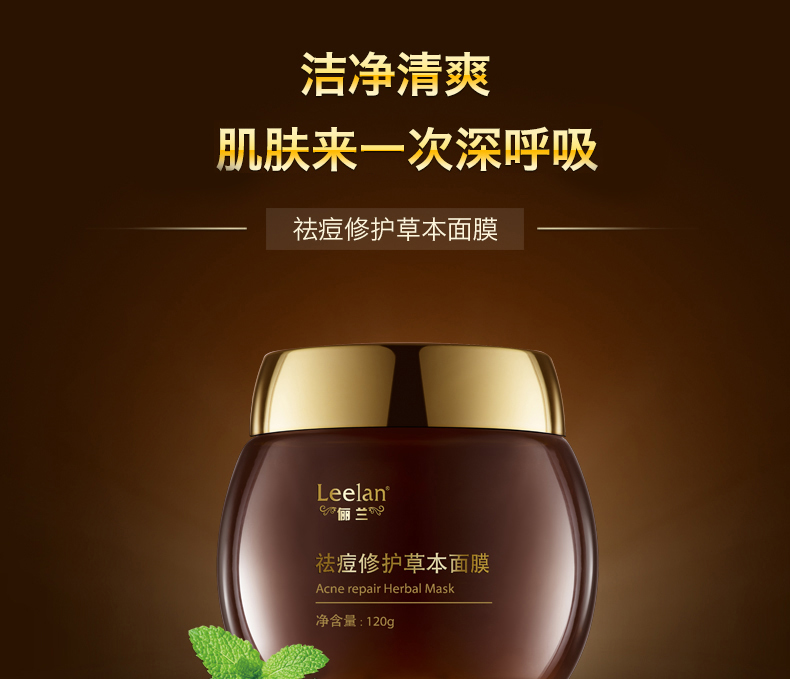 洁净清爽
肌肤来一次深呼吸
祛痘修护草本面膜
Leelan®
俪兰
祛痘修护草本面膜
Acne repair Herbal Mask
净含量：120g